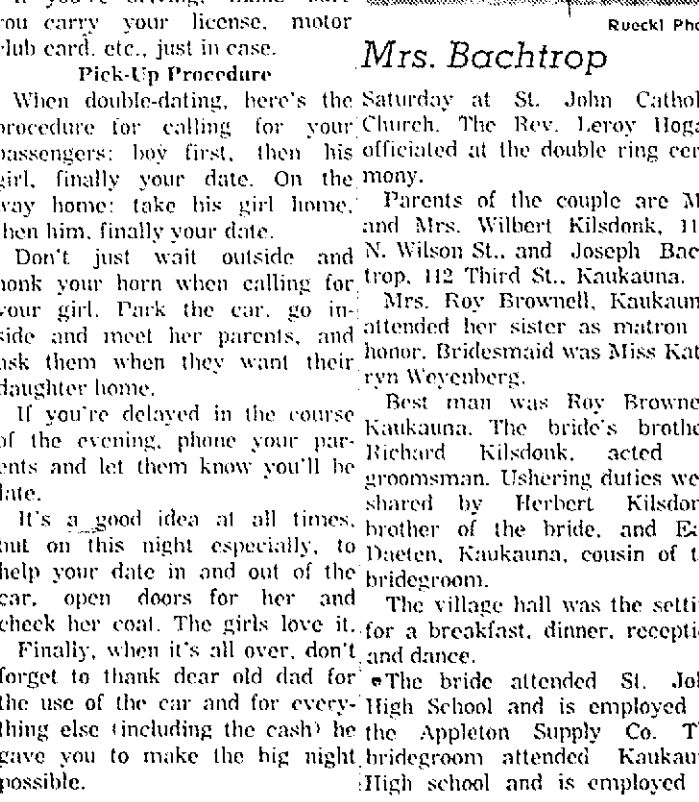 you carry your license, motor
club card, etc., just in case.
Pick-Up Procedure
When double-dating, here's the
procedure for calling for your
passengers: boy first, then his
girl, finally your date. On the
way home: take his girl home,
then him, finally your date.
Don't just wait outside and
honk your horn when calling for
your girl. Park the car, go in-
side and meet her parents, and
ask them when they want their
daughter home.
If you're delayed in the course
of the evening, phone your par-
ents and let them know you'll be
late.
It's a good idea at all times,
but on this night especially, to
help your date in and out of the
car, open doors for her and
check her coat. The girls love it.
Finally, when it's all over, don't
forget to thank dear old dad for
the use of the car and for every-
thing else (including the cash) he
gave you to make the big night
possible.
Rueckl Pho
Mrs. Bachtrop
Saturday at St. John Cathol
Church. The Rev. Leroy Hoga
officiated at the double ring cer
mony.
Parents of the couple are M
and Mrs. Wilbert Kilsdonk, 11
N. Wilson St., and Joseph Bac
trop, 112 Third St., Kaukauna.
Mrs. Roy Brownell, Kaukaun
attended her sister as matron
honor. Bridesmaid was Miss Kat
ryn Weyenberg.
Best man was Roy Browne
Kaukauna. The bride's brothe
Richard Kilsdonk, acted
groomsman. Ushering duties we
shared by Herbert Kilsdon
brother of the bride, and
Daeten, Kaukauna, cousin of t
bridegroom.
The village hall was the setti
for a breakfast, dinner, recepti
and dance.
The bride attended St. Jo
High School and is employed
the Appleton Supply Co. T
bridegroom attended Kaukau
High school and is employed